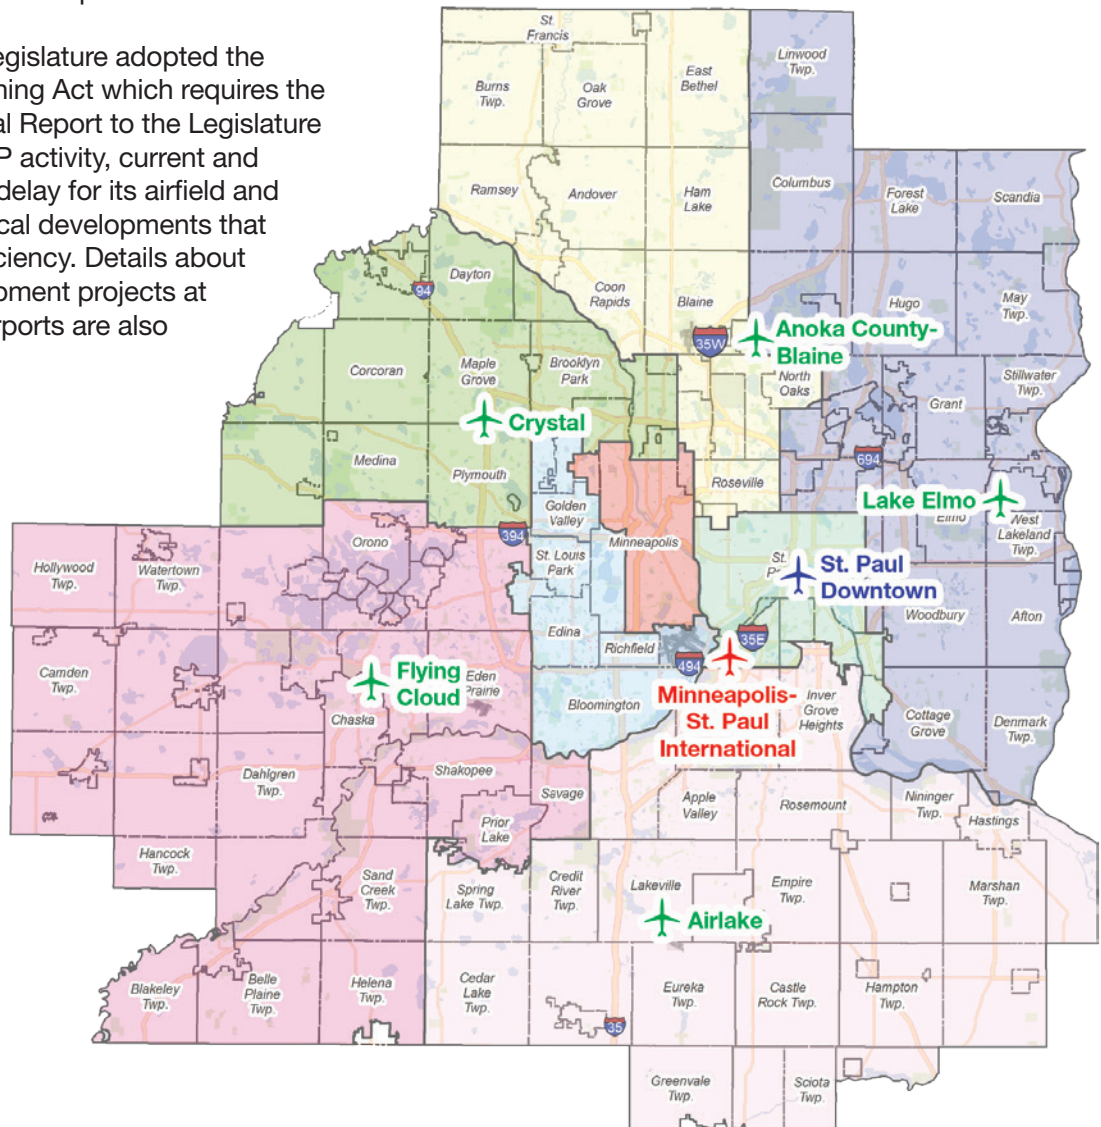 egislature adopted the
ning Act which requires the
al Report to the Legislature
P activity, current and
delay for its airfield and
ical developments that
ciency. Details about
pment projects at
rports are also
St.
Francis
Linwood
Twp.
Burns
Twp.
Oak
Grove
East
Bethel
Ramsey
Andover
Ham
Lake
Columbus
Forest
Lake
Scandia
Dayton
94
Coon
Rapids
Blaine
Hugo
May
Twp.
35W
Anoka County-
Blaine
Corcoran
Maple
Grove
Brooklyn
Park
North
Oaks
Stillwater
Twp.
Grant
Crystal
Medina
Plymouth
694
Roseville
Lake Elmo
Elmo
West
Lakeland
Twp.
Golden
Valley
394
Orono
Minneapolis
Hollywood
Twp.
Watertown
Twp.
St. Louis
Park
St.
St. Paul
Downtown
Woodbury
Afton
Edina
Richfield
35E
494
Camden
Twp.
Flying
Cloud
Eden
Prairie
Chaska
Bloomington
Minneapolis-
St. Paul
International
Inver
Grove
Heights
Cottage
Grove
Denmark
Twp.
Dahlgren
Twp.
Shakopee
Savage
Apple
Valley
Rosemount
Nininger
Twp.
Hastings
Prior
Lake
Hancock
Twp.
Sand
Creek
Twp.
Spring
Lake Twp.
Credit
River
Twp.
Lakeville
Empire
Twp.
Marshan
Twp.
Airlake
Blakeley
Twp.
Belle
Plaine
Twp.
Helena
Twp.
Cedar
Lake
Twp.
Eureka
Twp.
Castle
Rock Twp.
Hampton
Twp.
35
Greenvale
Twp.
Sciota
Twp.